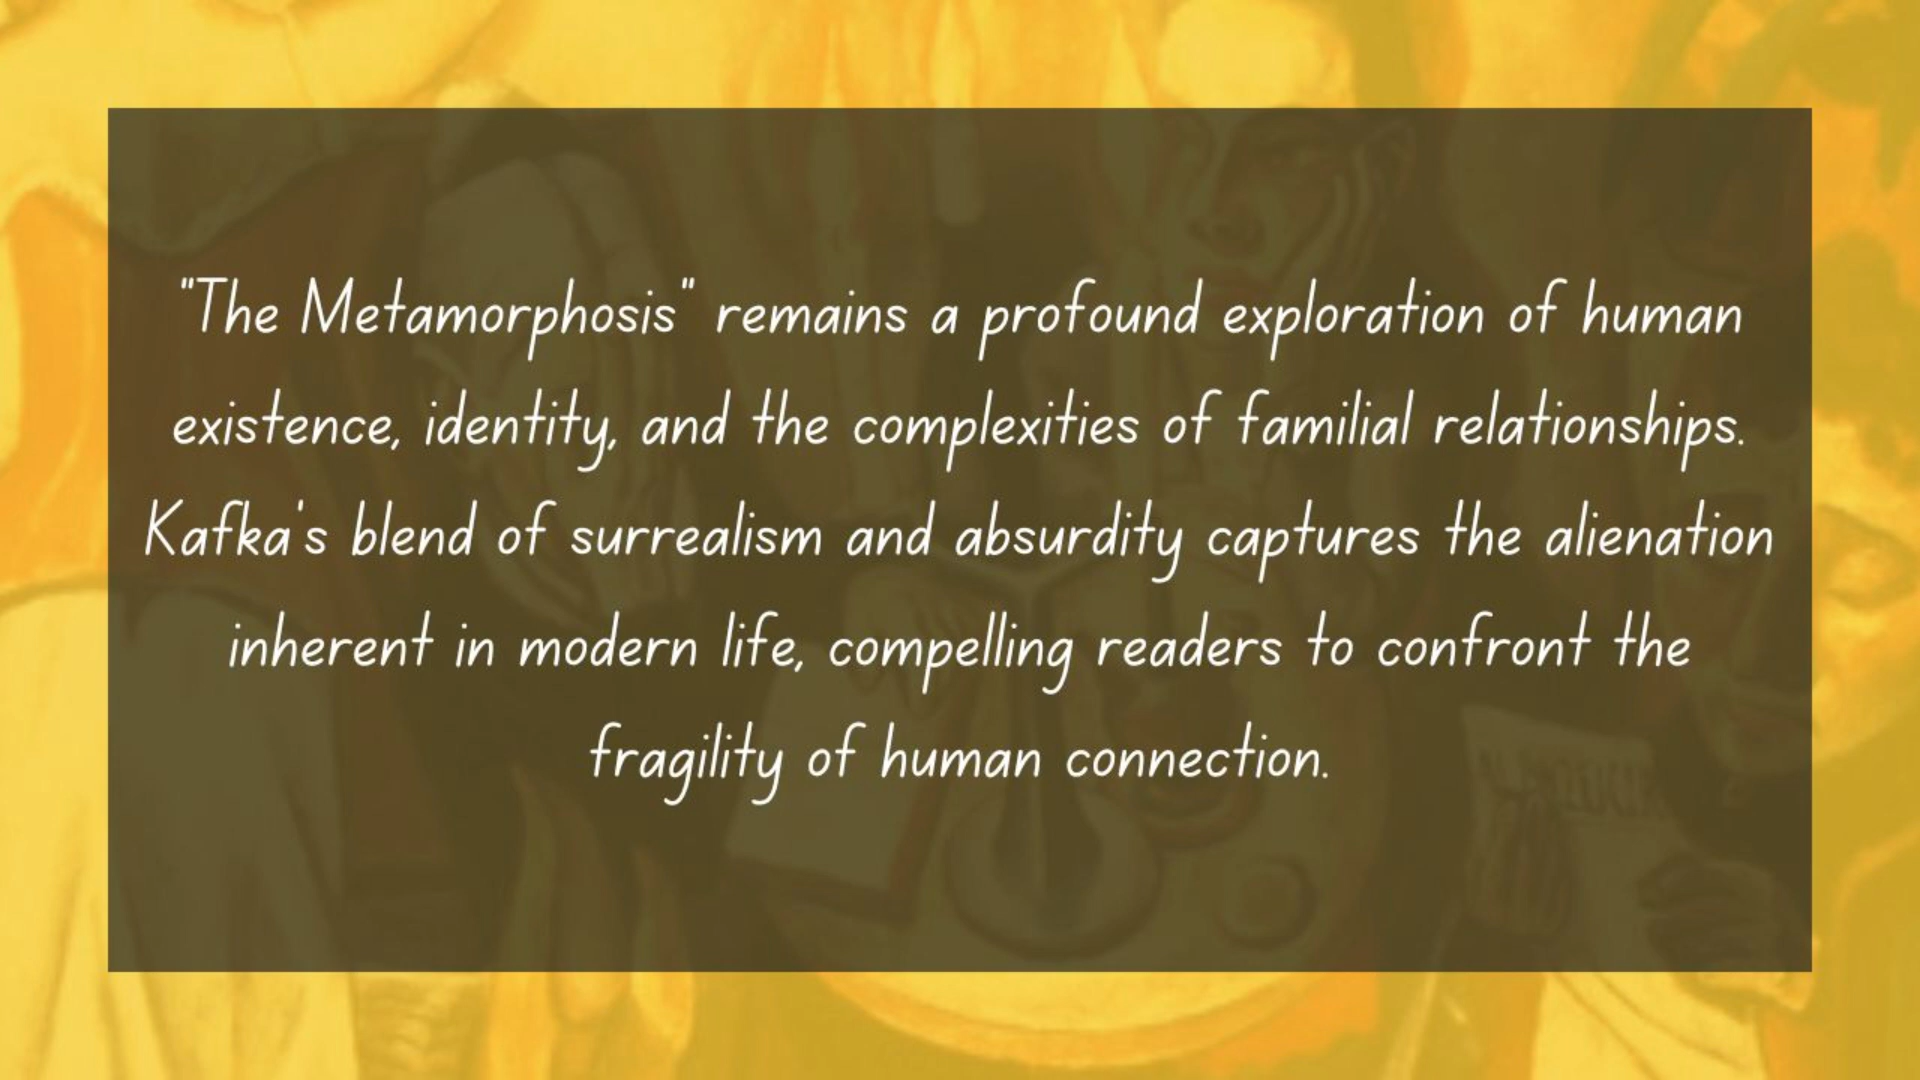 "The Metamorphosis" remains a profound exploration of human
existence, identity, and the complexities of familial relationships.
Kafka's blend of surrealism and absurdity captures the alienation
inherent in modern life, compelling readers to confront the
fragility of human connection.